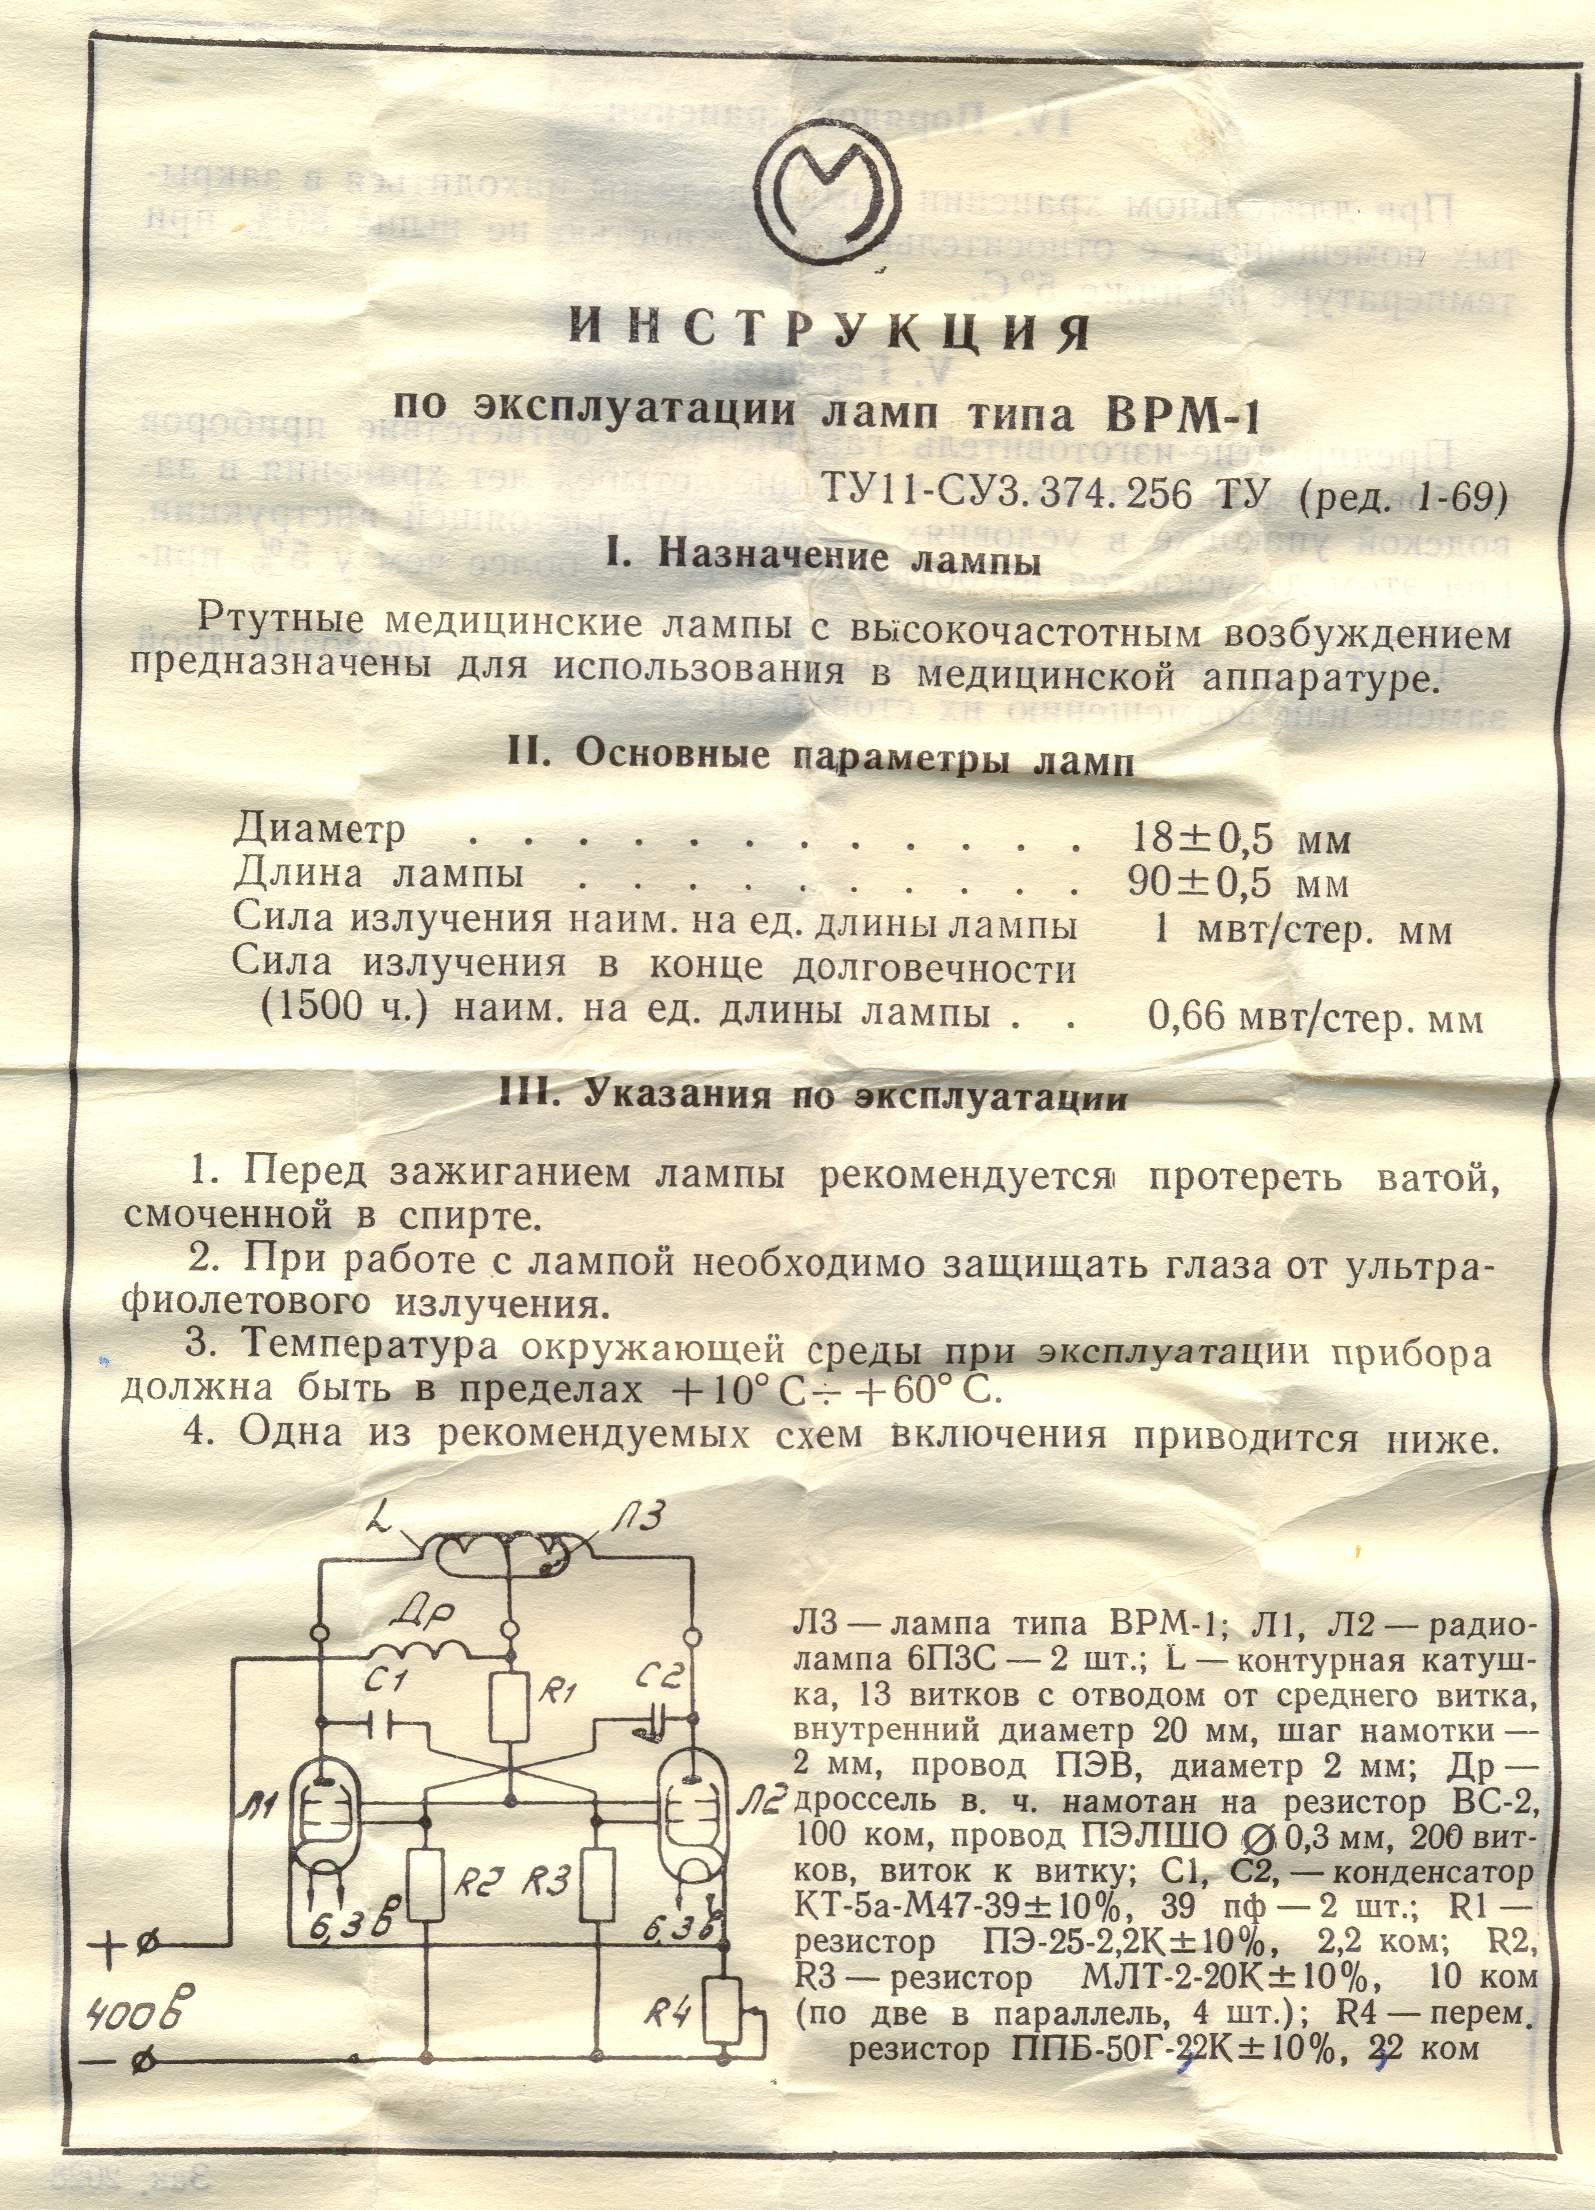 ИНСТРУКЦИЯ
по эксплуатации ламп типа ВРМ-1
ТУ11-СУ3.374.256 ТУ (ред. 1-69)
I. Назначение лампы
Ртутные медицинские лампы с высокочастотным возбуждением
предназначены для использования в медицинской аппаратуре.
II. Основные параметры ламп
Диаметр . . . . . . . . . . . . 18±0,5 мм
Длина лампы . . . . . . . . . . 90±0,5 мм
Сила излучения наим. на ед. длины лампы 1 мвт/стер. мм
Сила излучения в конце долговечности
(1500 ч.) наим. на ед. длины лампы . . 0,66 мвт/стер. мм
III. Указания по эксплуатации
1. Перед зажиганием лампы рекомендуется протереть ватой,
смоченной в спирте.
2. При работе с лампой необходимо защищать глаза от ультра-
фиолетового излучения.
3. Температура окружающей среды при эксплуатации прибора
должна быть в пределах +10°С÷+60°С.
4. Одна из рекомендуемых схем включения приводится ниже.
L Л3
Др
C1 R1 C2
Л1 Л2
R2 R3
6,3в 6,3в
+
400в R4
−
Л3 — лампа типа ВРМ-1; Л1, Л2 — радио-
лампа 6П3С — 2 шт.; L — контурная катуш-
ка, 13 витков с отводом от среднего витка,
внутренний диаметр 20 мм, шаг намотки —
2 мм, провод ПЭВ, диаметр 2 мм; Др —
дроссель в. ч. намотан на резистор ВС-2,
100 ком, провод ПЭЛШО ∅ 0,3 мм, 200 вит-
ков, виток к витку; С1, С2, — конденсатор
КТ-5а-М47-39±10%, 39 пф — 2 шт.; R1 —
резистор ПЭ-25-2,2К±10%, 2,2 ком; R2,
R3 — резистор МЛТ-2-20К±10%, 10 ком
(по две в параллель, 4 шт.); R4 — перем.
резистор ППБ-50Г-2,2К±10%, 2,2 ком